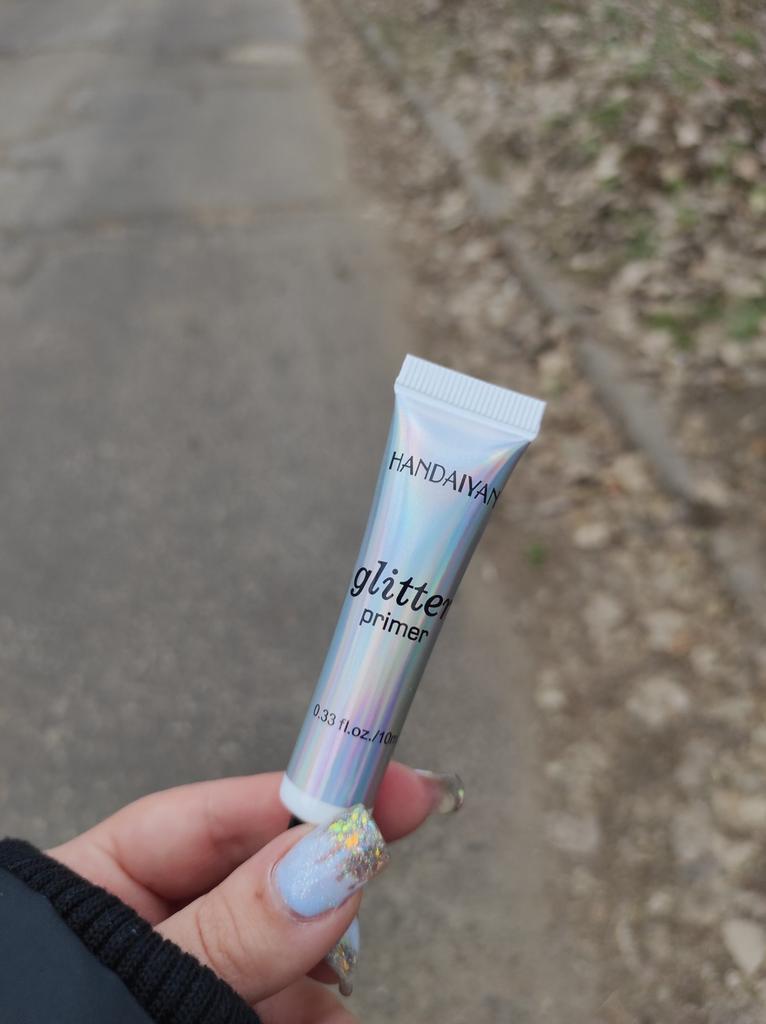 HANDAIYAN
glitter
primer
0.33 fl.oz./10m